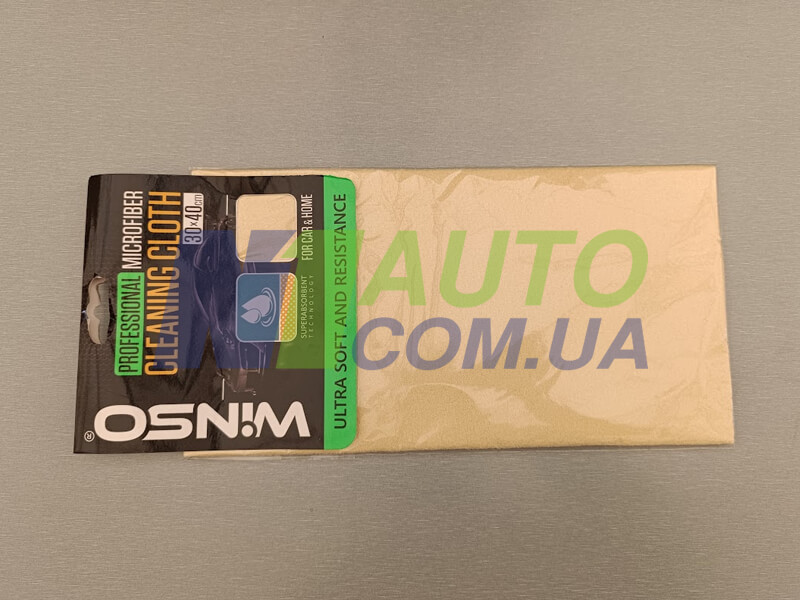 PROFESSIONAL MICROFIBER
CLEANING CLOTH
30×40cm
FOR CAR & HOME
SUPERABSORBENT
TECHNOLOGY
ULTRA SOFT AND RESISTANCE
WINSO®
AUTO
COM.UA